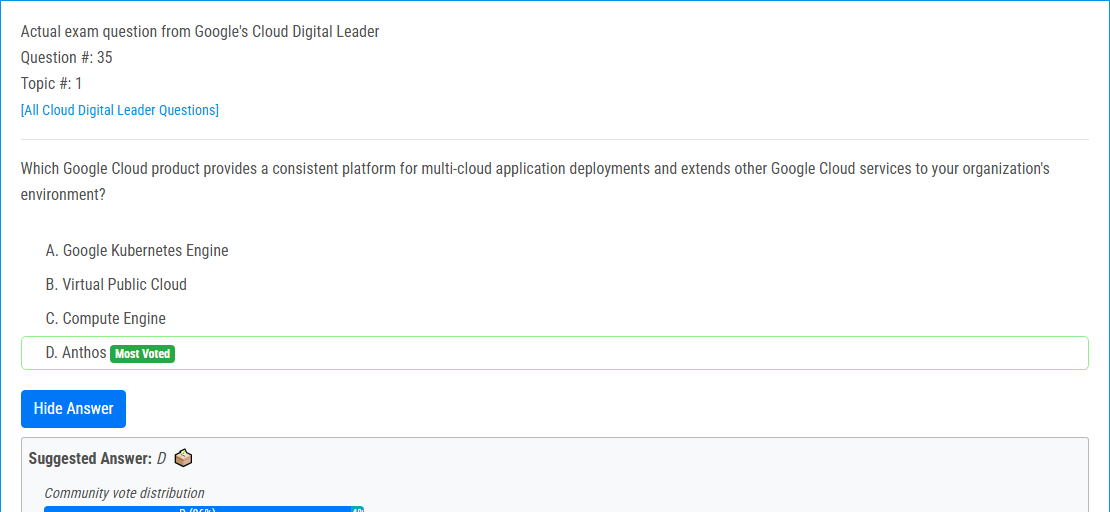 Actual exam question from Google's Cloud Digital Leader
Question #: 35
Topic #: 1
[All Cloud Digital Leader Questions]
Which Google Cloud product provides a consistent platform for multi-cloud application deployments and extends other Google Cloud services to your organization's
environment?
A. Google Kubernetes Engine
B. Virtual Public Cloud
C. Compute Engine
D. Anthos Most Voted
Hide Answer
Suggested Answer: D
Community vote distribution